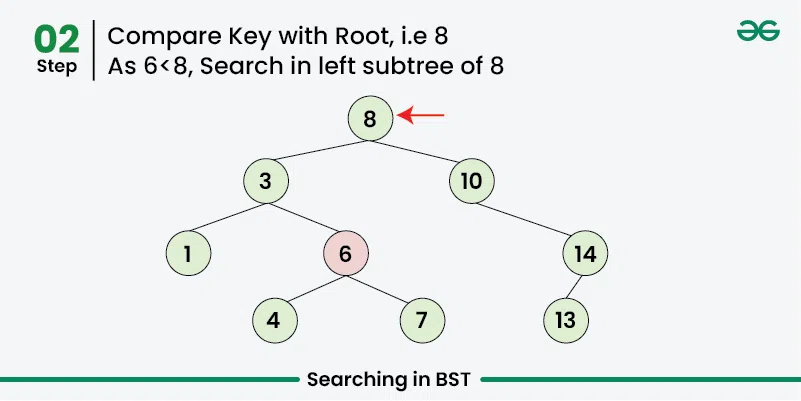 02
Step
Compare Key with Root, i.e 8
As 6<8, Search in left subtree of 8
8
3
10
1
6
14
4
7
13
Searching in BST